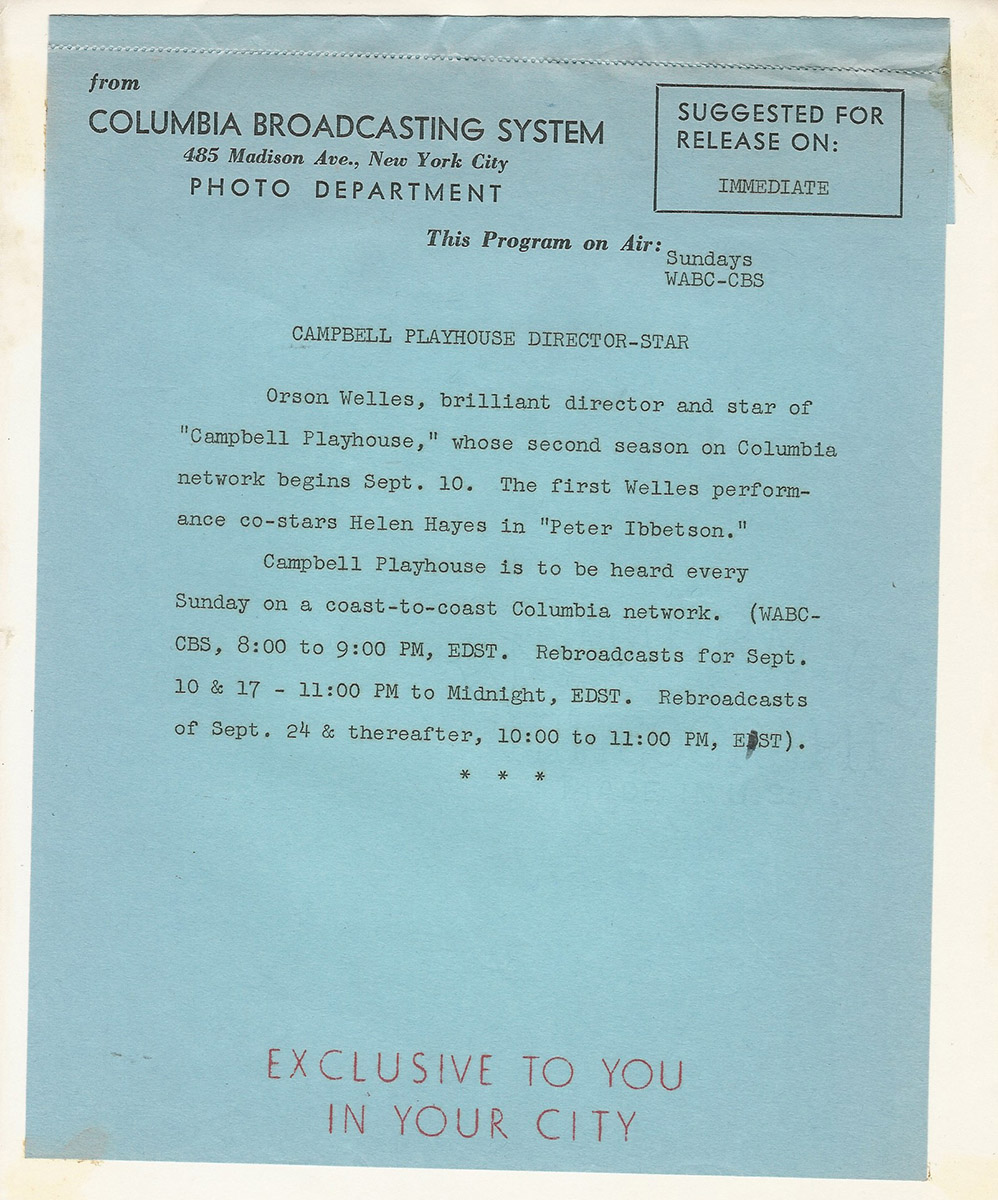 from
COLUMBIA BROADCASTING SYSTEM
485 Madison Ave., New York City
PHOTO DEPARTMENT
SUGGESTED FOR
RELEASE ON:
IMMEDIATE
This Program on Air:
Sundays
WABC-CBS
CAMPBELL PLAYHOUSE DIRECTOR-STAR
Orson Welles, brilliant director and star of
"Campbell Playhouse," whose second season on Columbia
network begins Sept. 10. The first Welles perform-
ance co-stars Helen Hayes in "Peter Ibbetson."
Campbell Playhouse is to be heard every
Sunday on a coast-to-coast Columbia network. (WABC-
CBS, 8:00 to 9:00 PM, EDST. Rebroadcasts for Sept.
10 & 17 - 11:00 PM to Midnight, EDST. Rebroadcasts
of Sept. 24 & thereafter, 10:00 to 11:00 PM, EST).
* * *
EXCLUSIVE TO YOU
IN YOUR CITY